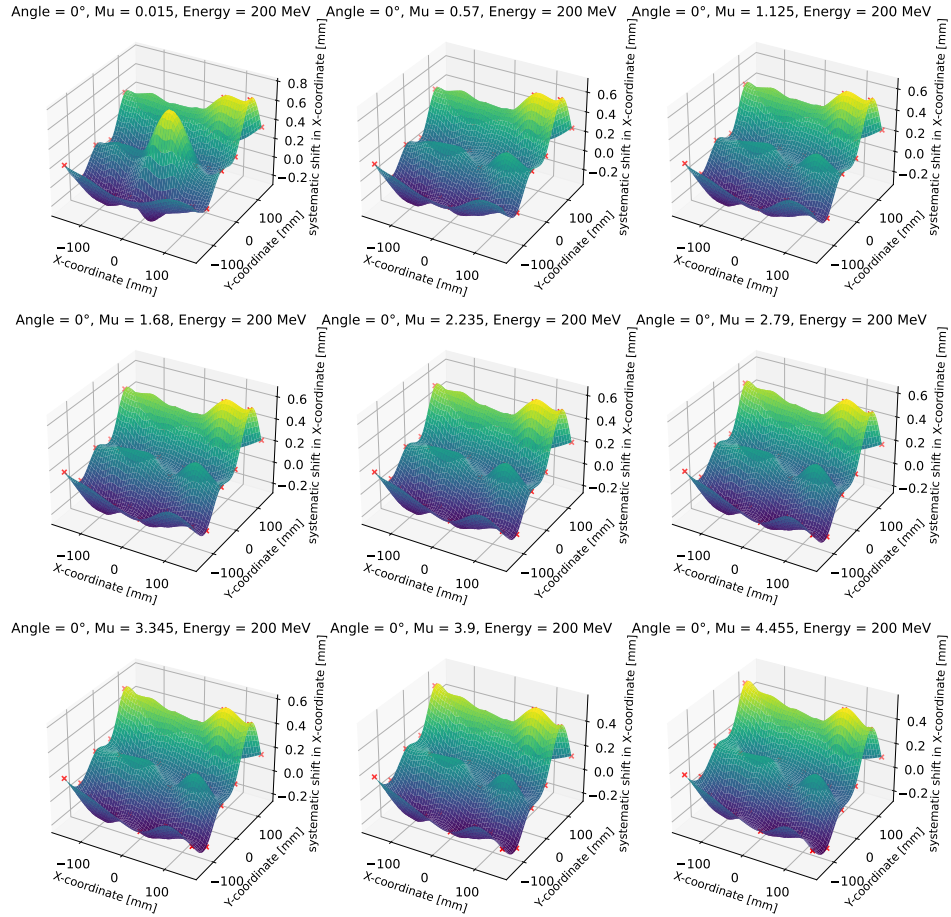 Angle = 0°, Mu = 0.015, Energy = 200 MeV
0.8
0.6
0.4
0.2
0.0
−0.2
systematic shift in X-coordinate [mm]
−100
0
100
X-coordinate [mm]
−100
0
100
Y-coordinate [mm]
Angle = 0°, Mu = 0.57, Energy = 200 MeV
0.6
0.4
0.2
0.0
−0.2
systematic shift in X-coordinate [mm]
−100
0
100
X-coordinate [mm]
−100
0
100
Y-coordinate [mm]
Angle = 0°, Mu = 1.125, Energy = 200 MeV
0.6
0.4
0.2
0.0
−0.2
systematic shift in X-coordinate [mm]
−100
0
100
X-coordinate [mm]
−100
0
100
Y-coordinate [mm]
Angle = 0°, Mu = 1.68, Energy = 200 MeV
0.6
0.4
0.2
0.0
−0.2
systematic shift in X-coordinate [mm]
−100
0
100
X-coordinate [mm]
−100
0
100
Y-coordinate [mm]
Angle = 0°, Mu = 2.235, Energy = 200 MeV
0.6
0.4
0.2
0.0
−0.2
systematic shift in X-coordinate [mm]
−100
0
100
X-coordinate [mm]
−100
0
100
Y-coordinate [mm]
Angle = 0°, Mu = 2.79, Energy = 200 MeV
0.6
0.4
0.2
0.0
−0.2
systematic shift in X-coordinate [mm]
−100
0
100
X-coordinate [mm]
−100
0
100
Y-coordinate [mm]
Angle = 0°, Mu = 3.345, Energy = 200 MeV
0.6
0.4
0.2
0.0
−0.2
systematic shift in X-coordinate [mm]
−100
0
100
X-coordinate [mm]
−100
0
100
Y-coordinate [mm]
Angle = 0°, Mu = 3.9, Energy = 200 MeV
0.4
0.2
0.0
−0.2
systematic shift in X-coordinate [mm]
−100
0
100
X-coordinate [mm]
−100
0
100
Y-coordinate [mm]
Angle = 0°, Mu = 4.455, Energy = 200 MeV
0.4
0.2
0.0
−0.2
systematic shift in X-coordinate [mm]
−100
0
100
X-coordinate [mm]
−100
0
100
Y-coordinate [mm]